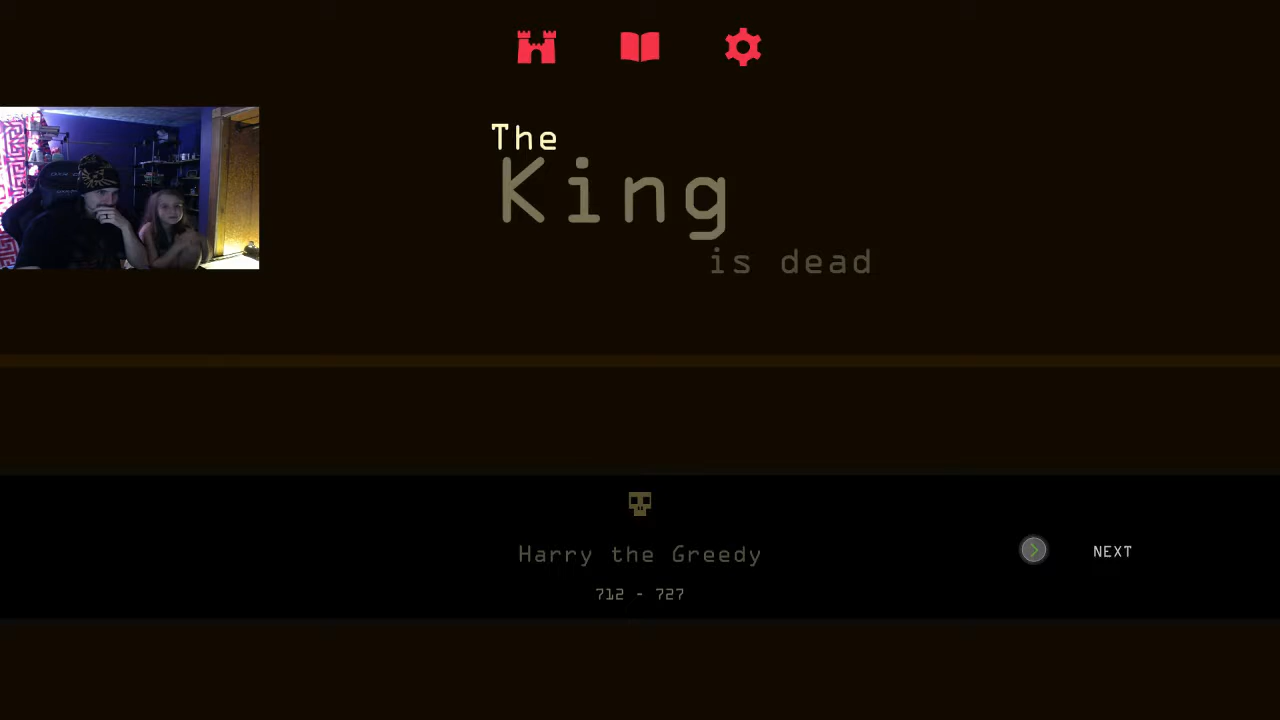 The
King
is dead
Harry the Greedy
712 - 727
NEXT